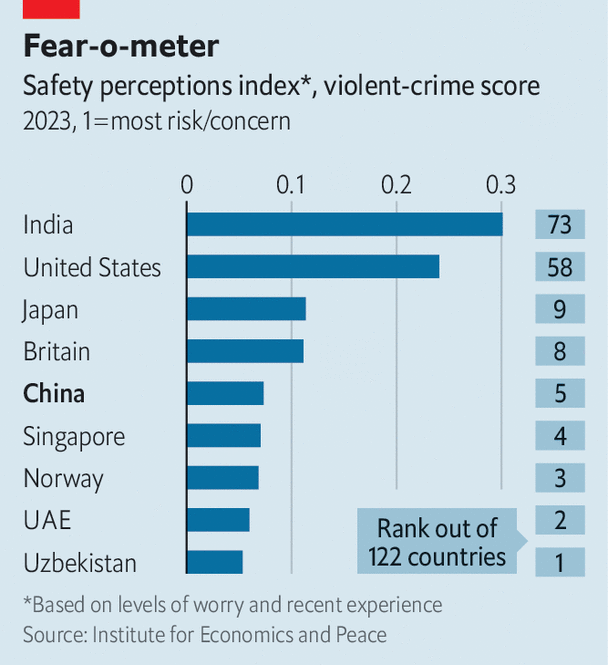 Fear-o-meter
Safety perceptions index*, violent-crime score
2023, 1=most risk/concern
0 0.1 0.2 0.3
India 73
United States 58
Japan 9
Britain 8
China 5
Singapore 4
Norway 3
UAE 2
Uzbekistan 1
Rank out of
122 countries
*Based on levels of worry and recent experience
Source: Institute for Economics and Peace